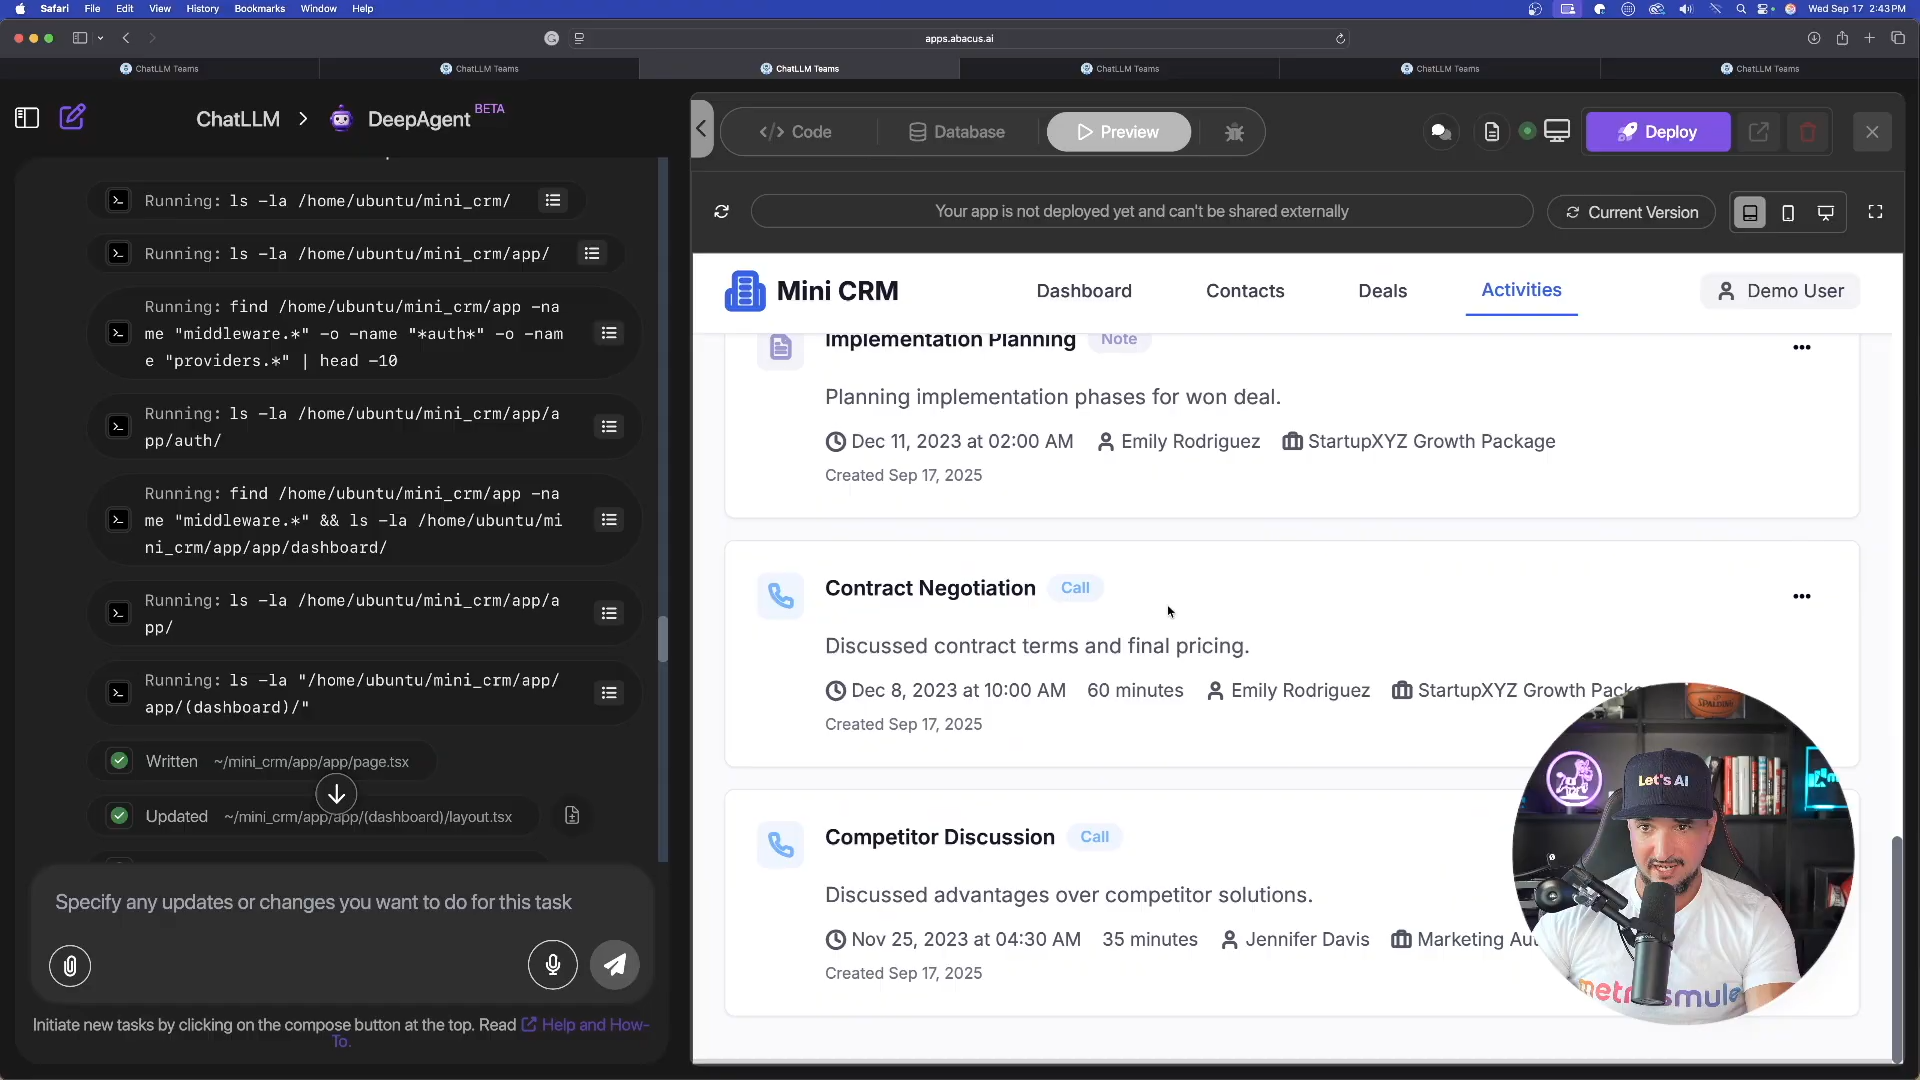 Safari File Edit View History Bookmarks Window Help
Wed Sep 17 2:43 PM
apps.abacus.ai
ChatLLM Teams
ChatLLM Teams
ChatLLM Teams
ChatLLM Teams
ChatLLM Teams
ChatLLM Teams
ChatLLM > DeepAgent BETA
Running: ls -la /home/ubuntu/mini_crm/
Running: ls -la /home/ubuntu/mini_crm/app/
Running: find /home/ubuntu/mini_crm/app -na
me "middleware.*" -o -name "*auth*" -o -nam
e "providers.*" | head -10
Running: ls -la /home/ubuntu/mini_crm/app/a
pp/auth/
Running: find /home/ubuntu/mini_crm/app -na
me "middleware.*" && ls -la /home/ubuntu/mi
ni_crm/app/app/dashboard/
Running: ls -la /home/ubuntu/mini_crm/app/a
pp/
Running: ls -la "/home/ubuntu/mini_crm/app/
app/(dashboard)/"
Written ~/mini_crm/app/app/page.tsx
Updated ~/mini_crm/app/app/(dashboard)/layout.tsx
Specify any updates or changes you want to do for this task
Initiate new tasks by clicking on the compose button at the top. Read Help and How-
To.
</> Code
Database
Preview
Deploy
Your app is not deployed yet and can't be shared externally
Current Version
Mini CRM
Dashboard
Contacts
Deals
Activities
Demo User
Implementation Planning Note
Planning implementation phases for won deal.
Dec 11, 2023 at 02:00 AM Emily Rodriguez StartupXYZ Growth Package
Created Sep 17, 2025
Contract Negotiation Call
Discussed contract terms and final pricing.
Dec 8, 2023 at 10:00 AM 60 minutes Emily Rodriguez StartupXYZ Growth Packa
Created Sep 17, 2025
Competitor Discussion Call
Discussed advantages over competitor solutions.
Nov 25, 2023 at 04:30 AM 35 minutes Jennifer Davis Marketing Aut
Created Sep 17, 2025
SPALDING
Let's AI